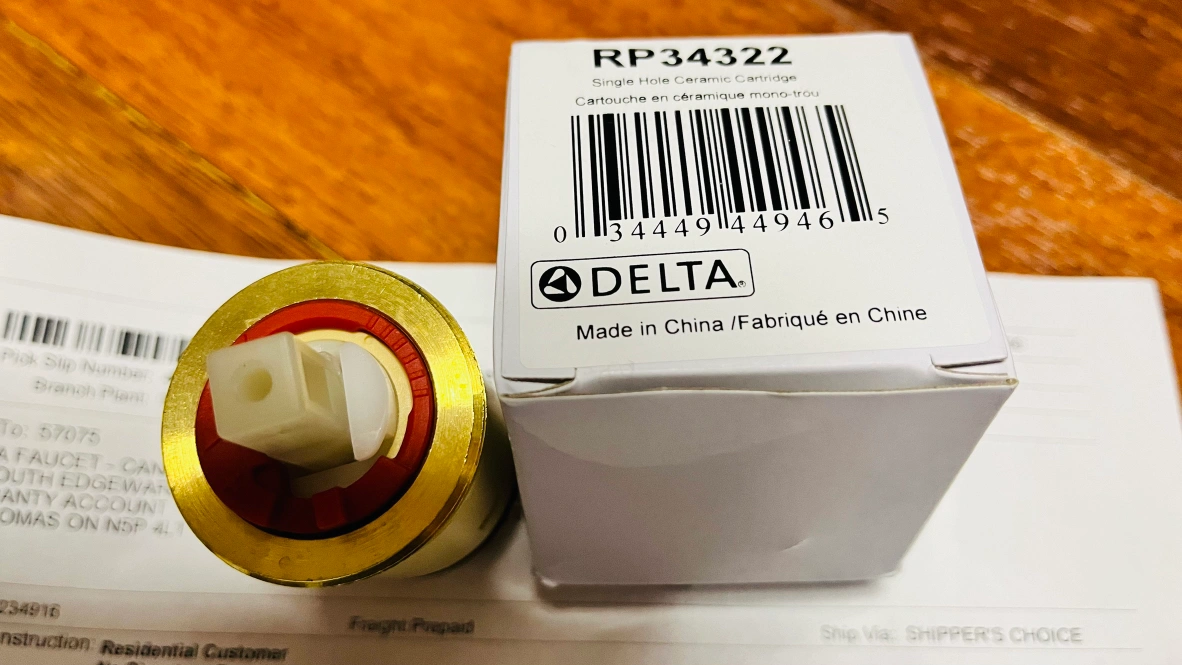 RP34322
Single Hole Ceramic Cartridge
Cartouche en céramique mono-trou
0 34449 44946 5
DELTA®
Made in China /Fabriqué en Chine
Pick Slip Number
Branch Plant
To: 57075
A FAUCET - CAN
OUTH EDGEWA
ANTY ACCOUNT
OMAS ON N5P 4L1
234916
Freight:Prepaid
Ship Via: SHIPPER'S CHOICE
nstruction: Residential Customer